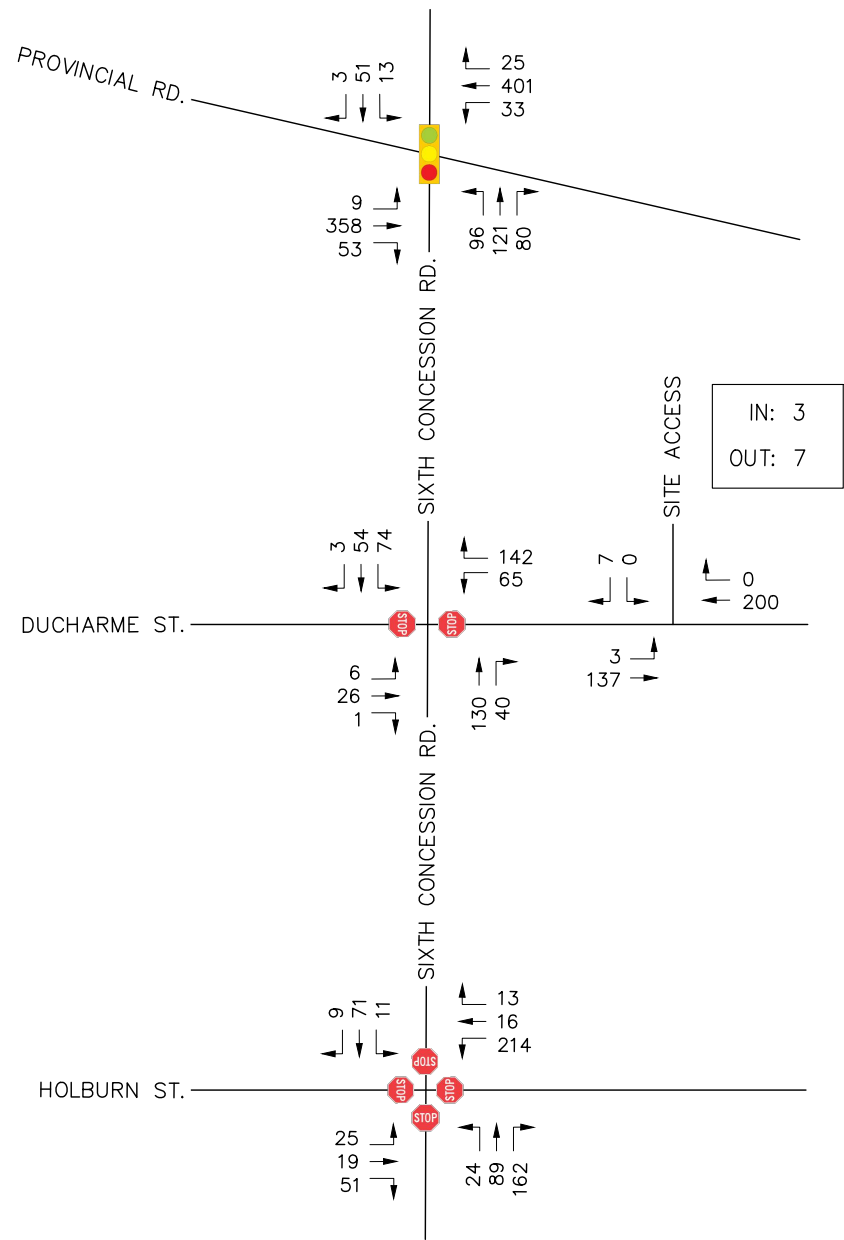 PROVINCIAL RD.
3 51 13
25
401
33
9
358
53
96 121 80
SIXTH CONCESSION RD.
SITE ACCESS
IN: 3
OUT: 7
3 54 74
142
65
7 0
0
200
DUCHARME ST.
STOP STOP
6
26
1
130 40
3
137
SIXTH CONCESSION RD.
9 71 11
13
16
214
STOP
HOLBURN ST.
STOP STOP
STOP
25
19
51
24 89 162